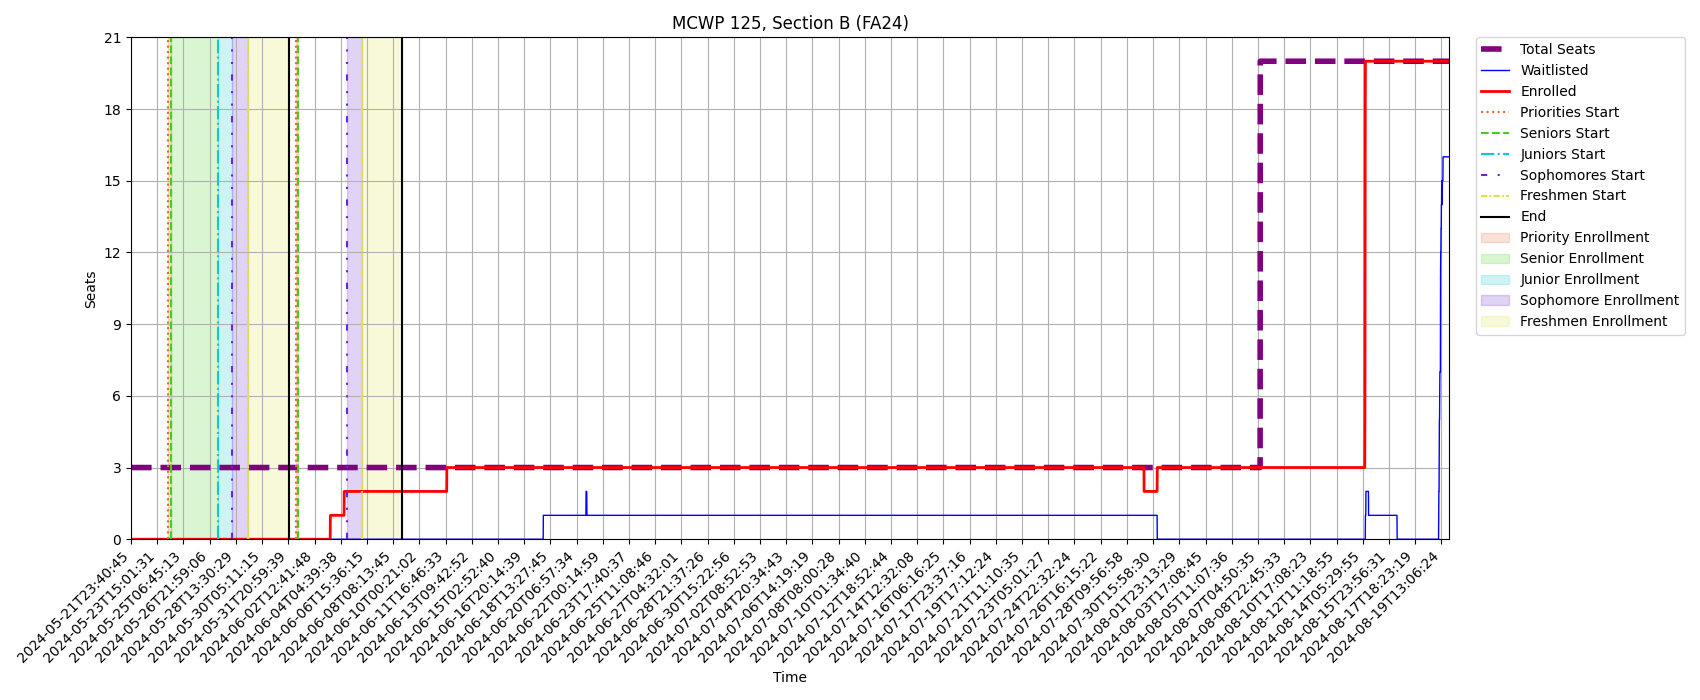 MCWP 125, Section B (FA24)
21
18
15
12
9
6
3
0
Seats
2024-05-21T23:40:45
2024-05-23T15:01:31
2024-05-25T06:45:13
2024-05-26T21:59:06
2024-05-28T13:30:29
2024-05-30T05:11:15
2024-05-31T20:59:39
2024-06-02T12:41:48
2024-06-04T04:39:38
2024-06-06T15:36:15
2024-06-08T08:13:45
2024-06-10T00:21:02
2024-06-11T16:46:33
2024-06-13T09:42:52
2024-06-15T02:52:40
2024-06-16T20:14:39
2024-06-18T13:27:45
2024-06-20T06:57:34
2024-06-22T00:14:59
2024-06-23T17:40:37
2024-06-25T11:08:46
2024-06-27T04:32:01
2024-06-28T21:37:26
2024-06-30T15:22:56
2024-07-02T08:52:53
2024-07-04T20:34:43
2024-07-06T14:19:19
2024-07-08T08:00:28
2024-07-10T01:34:40
2024-07-12T18:52:44
2024-07-14T12:32:08
2024-07-16T06:16:25
2024-07-17T23:37:16
2024-07-19T17:12:24
2024-07-21T11:10:35
2024-07-23T05:01:27
2024-07-24T22:32:24
2024-07-26T16:15:22
2024-07-28T09:56:58
2024-07-30T15:58:30
2024-08-01T23:13:29
2024-08-03T17:08:45
2024-08-05T11:07:36
2024-08-07T04:50:35
2024-08-08T22:45:33
2024-08-10T17:08:23
2024-08-12T11:18:55
2024-08-14T05:29:55
2024-08-15T23:56:31
2024-08-17T18:23:19
2024-08-19T13:06:24
Time
Total Seats
Waitlisted
Enrolled
Priorities Start
Seniors Start
Juniors Start
Sophomores Start
Freshmen Start
End
Priority Enrollment
Senior Enrollment
Junior Enrollment
Sophomore Enrollment
Freshmen Enrollment